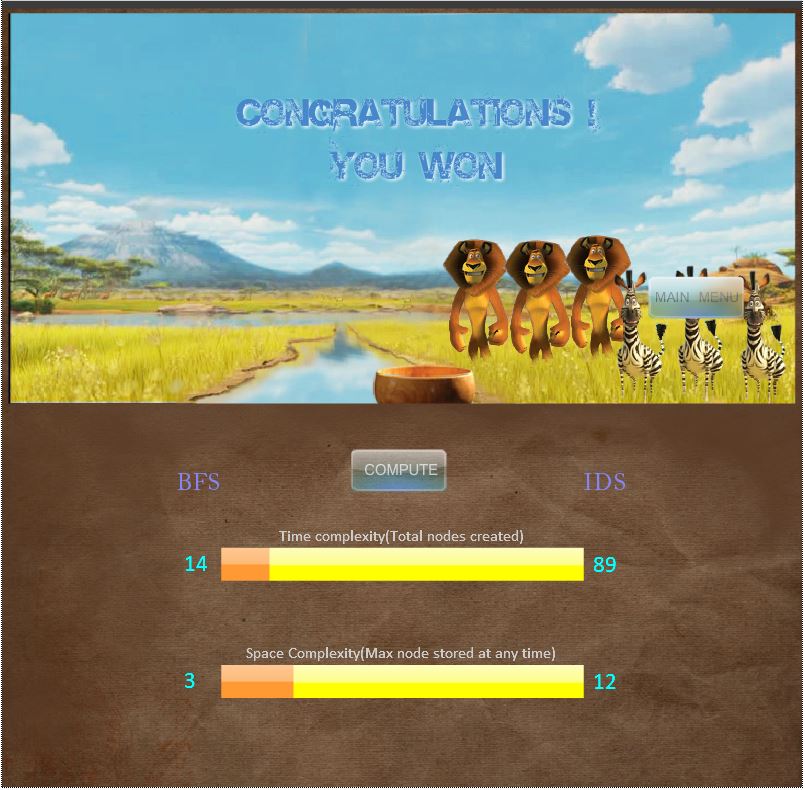 CONGRATULATIONS !
YOU WON
MAIN MENU
COMPUTE
BFS
IDS
Time complexity(Total nodes created)
14
89
Space Complexity(Max node stored at any time)
3
12